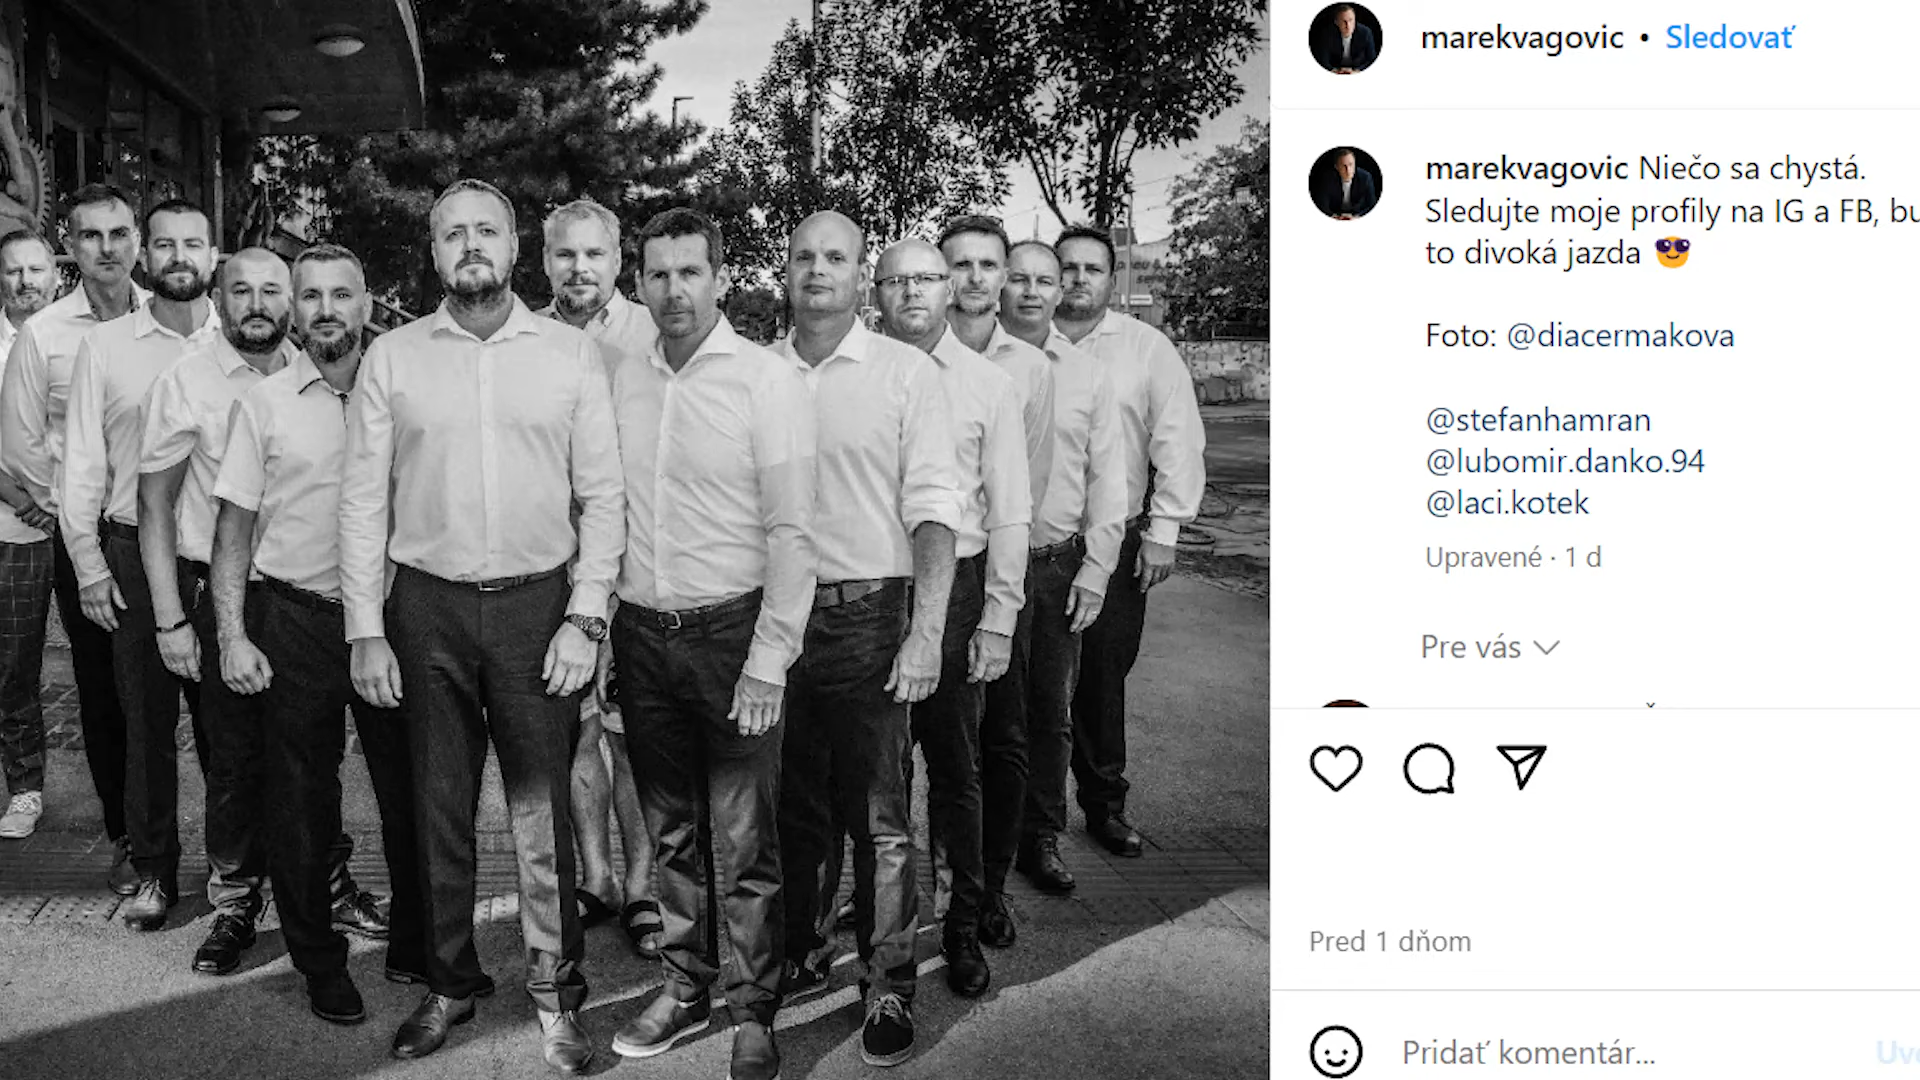 marekvagovic • Sledovať
marekvagovic Niečo sa chystá.
Sledujte moje profily na IG a FB,
to divoká jazda 😎
Foto: @diacermakova
@stefanhamran
@lubomir.danko.94
@laci.kotek
Upravené · 1 d
Pre vás
Pred 1 dňom
Pridať komentár...